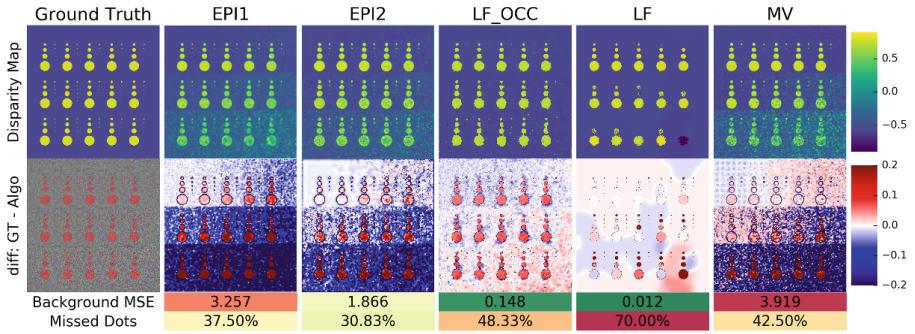 Ground Truth EPI1 EPI2 LF_OCC LF MV
Disparity Map
0.5
0.0
−0.5
diff: GT - Algo
0.2
0.1
0.0
−0.1
−0.2
Background MSE 3.257 1.866 0.148 0.012 3.919
Missed Dots 37.50% 30.83% 48.33% 70.00% 42.50%